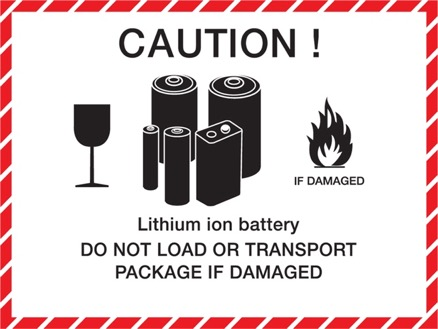 CAUTION !
IF DAMAGED
Lithium ion battery
DO NOT LOAD OR TRANSPORT
PACKAGE IF DAMAGED